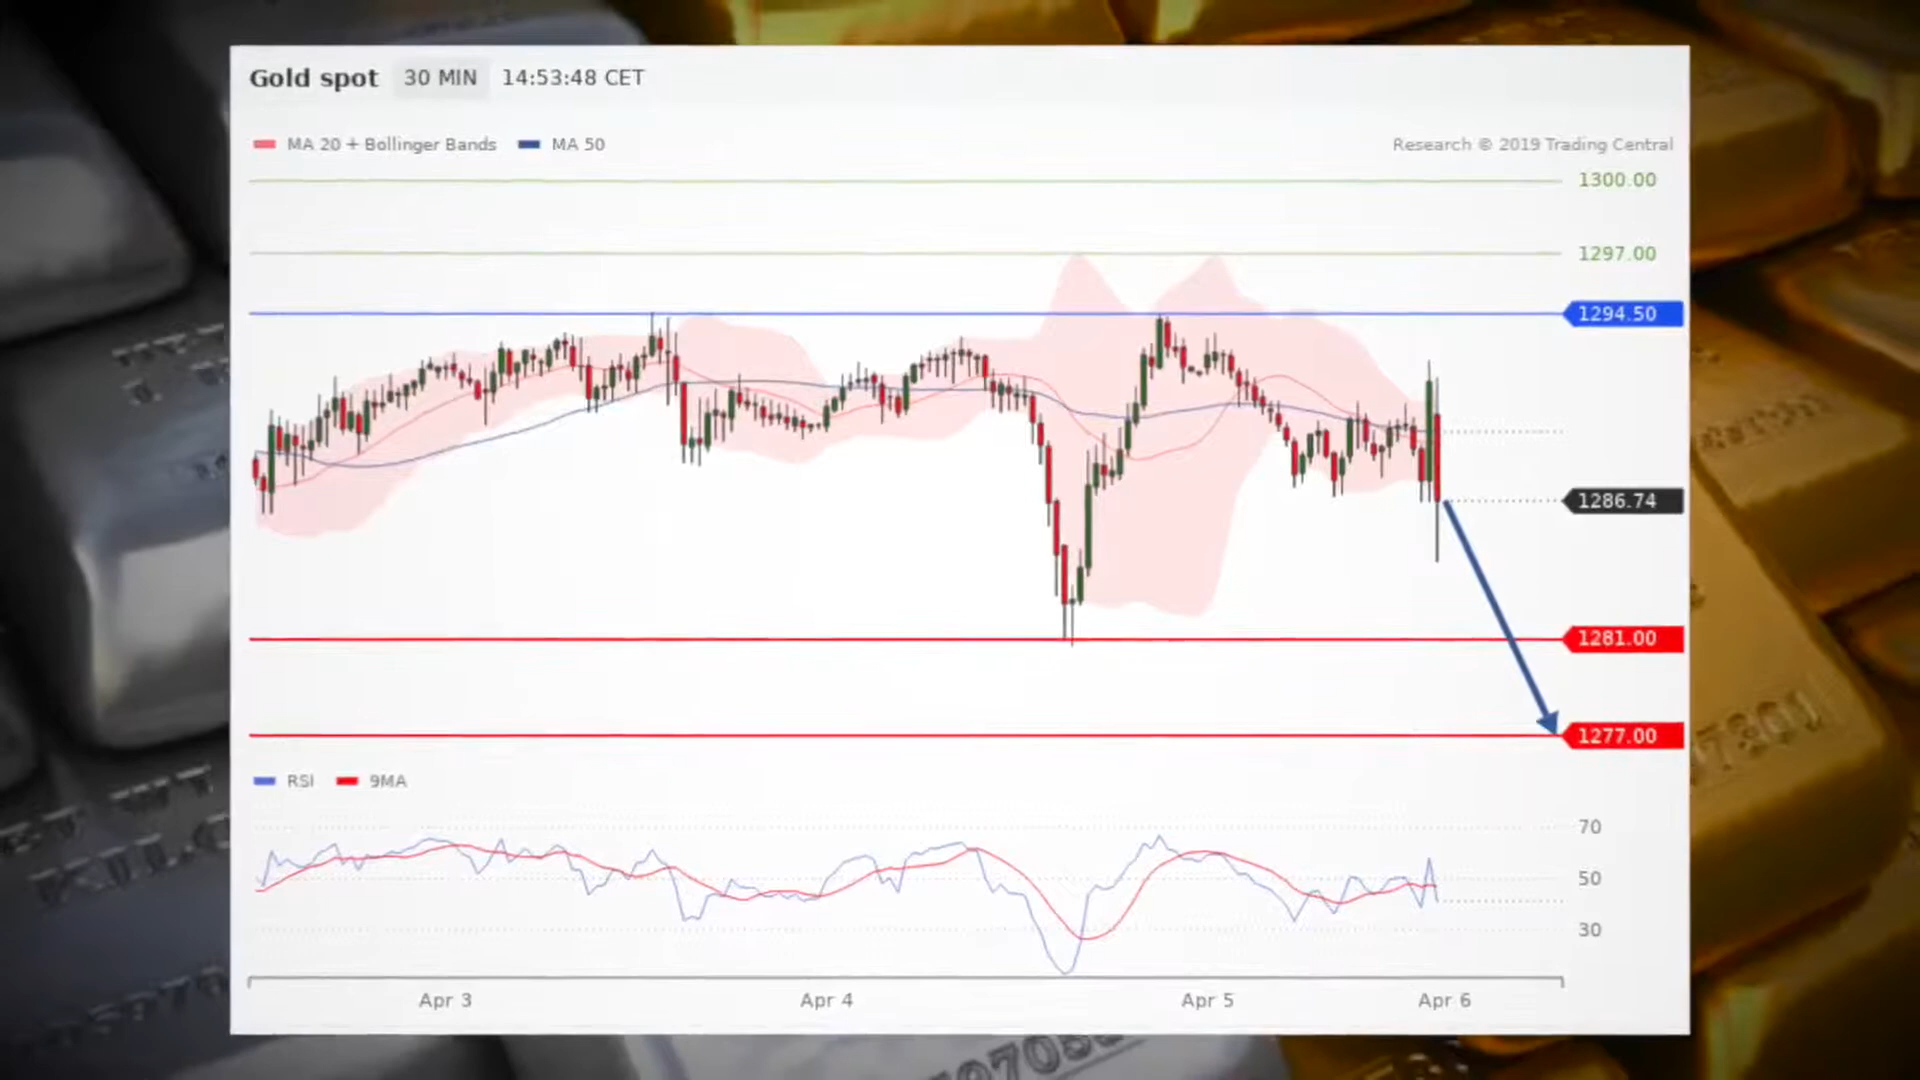 Gold spot 30 MIN 14:53:48 CET
MA 20 + Bollinger Bands MA 50
Research © 2019 Trading Central
1300.00
1297.00
1294.50
1286.74
1281.00
1277.00
RSI 9MA
70
50
30
Apr 3 Apr 4 Apr 5 Apr 6